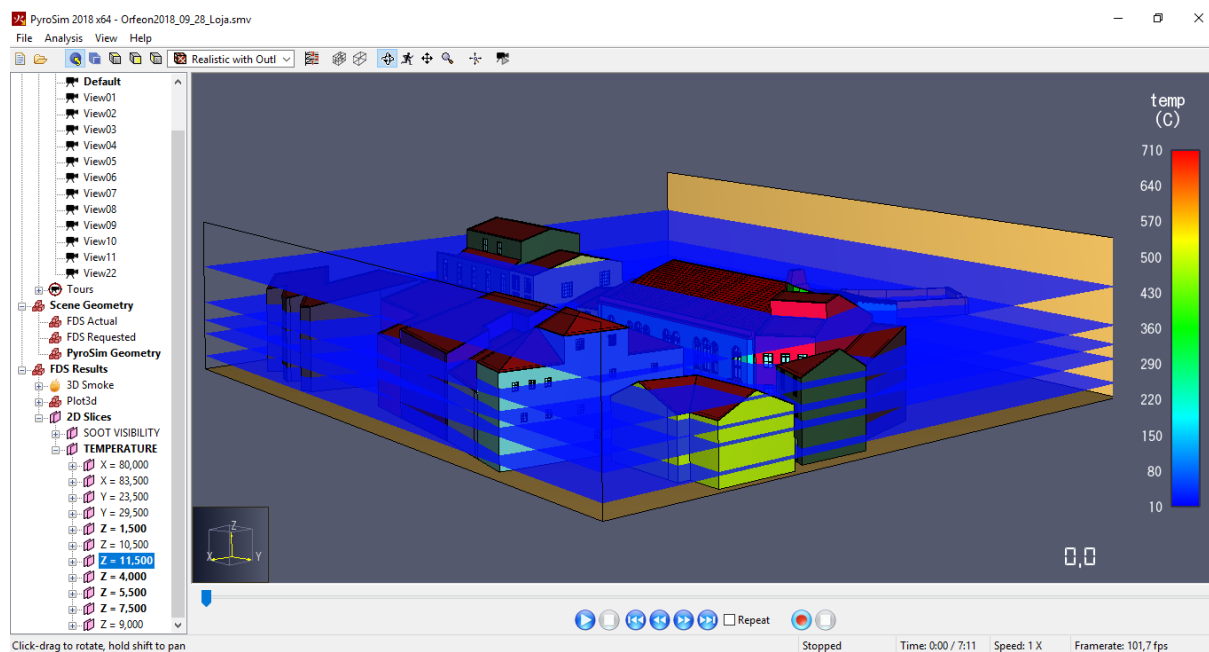 PyroSim 2018 x64 - Orfeon2018_09_28_Loja.smv
File Analysis View Help
Realistic with Outl
Default
View01
View02
View03
View04
View05
View06
View07
View08
View09
View10
View11
View22
Tours
Scene Geometry
FDS Actual
FDS Requested
PyroSim Geometry
FDS Results
3D Smoke
Plot3d
2D Slices
SOOT VISIBILITY
TEMPERATURE
X = 80,000
X = 83,500
Y = 23,500
Y = 29,500
Z = 1,500
Z = 10,500
Z = 11,500
Z = 4,000
Z = 5,500
Z = 7,500
Z = 9,000
temp
(C)
710
640
570
500
430
360
290
220
150
80
10
Z
X Y
0,0
Repeat
Click-drag to rotate, hold shift to pan
Stopped
Time: 0:00 / 7:11
Speed: 1 X
Framerate: 101,7 fps